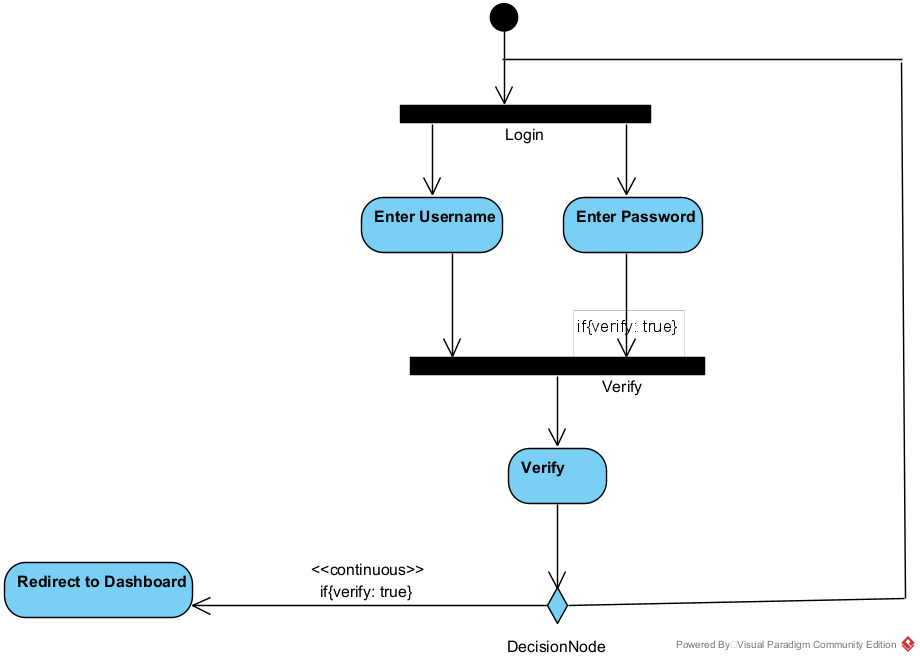 Login
Enter Username
Enter Password
if{verify: true}
Verify
Verify
<<continuous>>
if{verify: true}
Redirect to Dashboard
DecisionNode
Powered By Visual Paradigm Community Edition